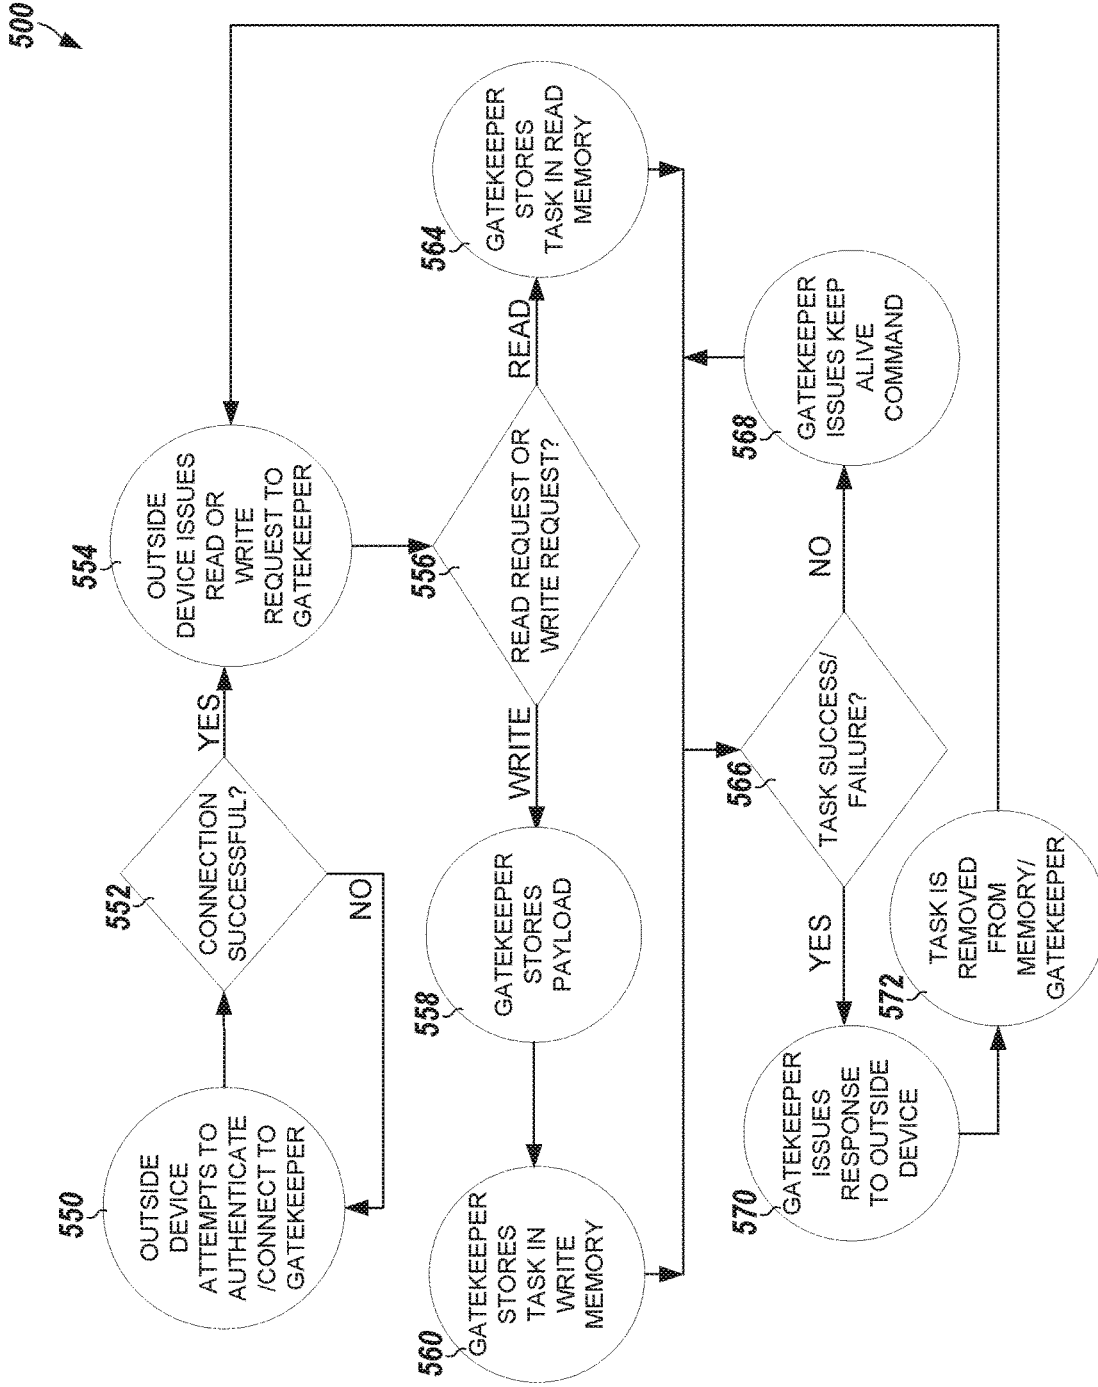 500
550
OUTSIDE
DEVICE
ATTEMPTS TO
AUTHENTICATE
/CONNECT TO
GATEKEEPER
552
CONNECTION
SUCCESSFUL?
YES
NO
554
OUTSIDE
DEVICE ISSUES
READ OR
WRITE
REQUEST TO
GATEKEEPER
556
READ REQUEST OR
WRITE REQUEST?
WRITE
READ
558
GATEKEEPER
STORES
PAYLOAD
560
GATEKEEPER
STORES
TASK IN
WRITE
MEMORY
564
GATEKEEPER
STORES
TASK IN READ
MEMORY
566
TASK SUCCESS/
FAILURE?
YES
NO
568
GATEKEEPER
ISSUES KEEP
ALIVE
COMMAND
570
GATEKEEPER
ISSUES
RESPONSE
TO OUTSIDE
DEVICE
572
TASK IS
REMOVED
FROM
MEMORY/
GATEKEEPER